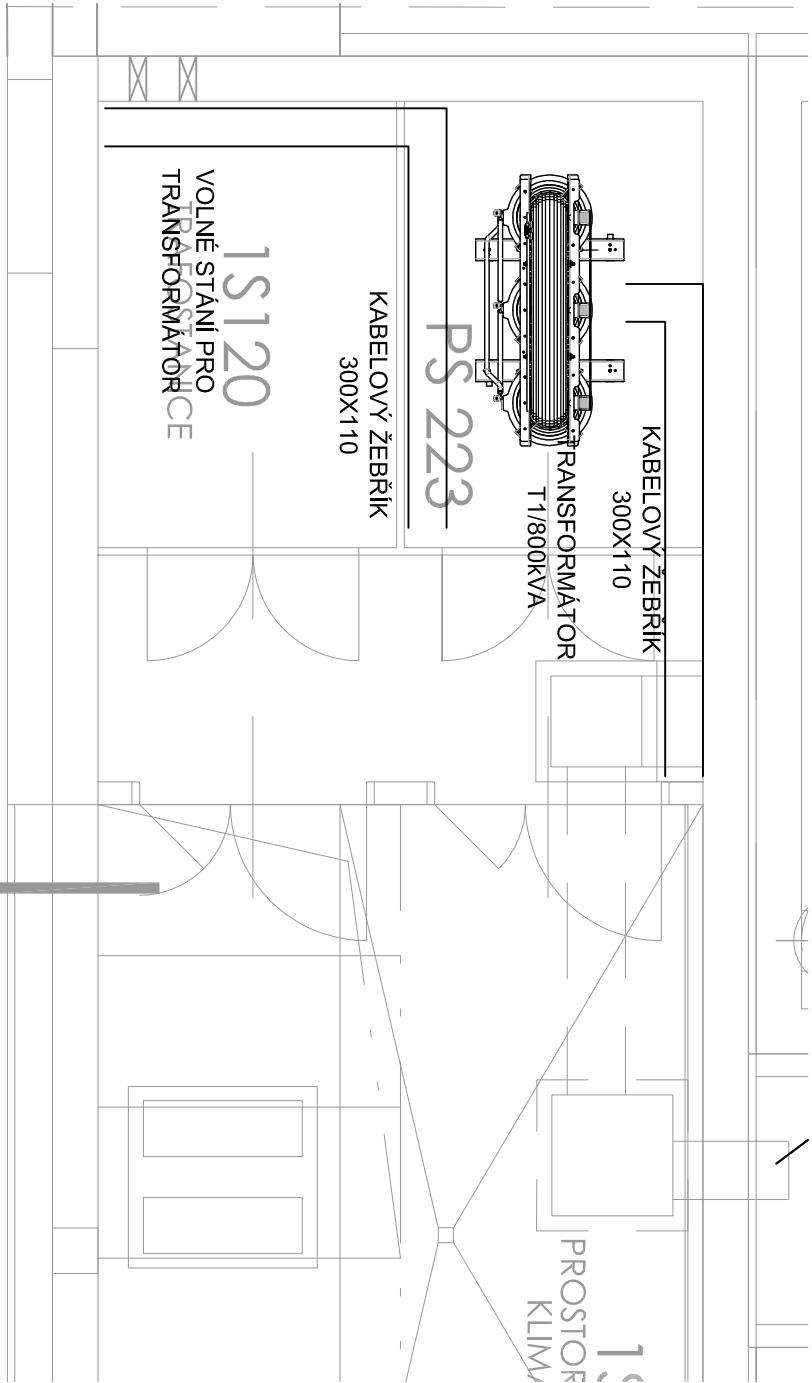 KABELOVÝ ŽEBŘÍK
300X110
TRANSFORMÁTOR
T1/800kVA
PS 223
KABELOVÝ ŽEBŘÍK
300X110
1S120
TRAFOSTANICE
VOLNÉ STÁNÍ PRO
TRANSFORMÁTOR
1S
PROSTOR
KLIMA